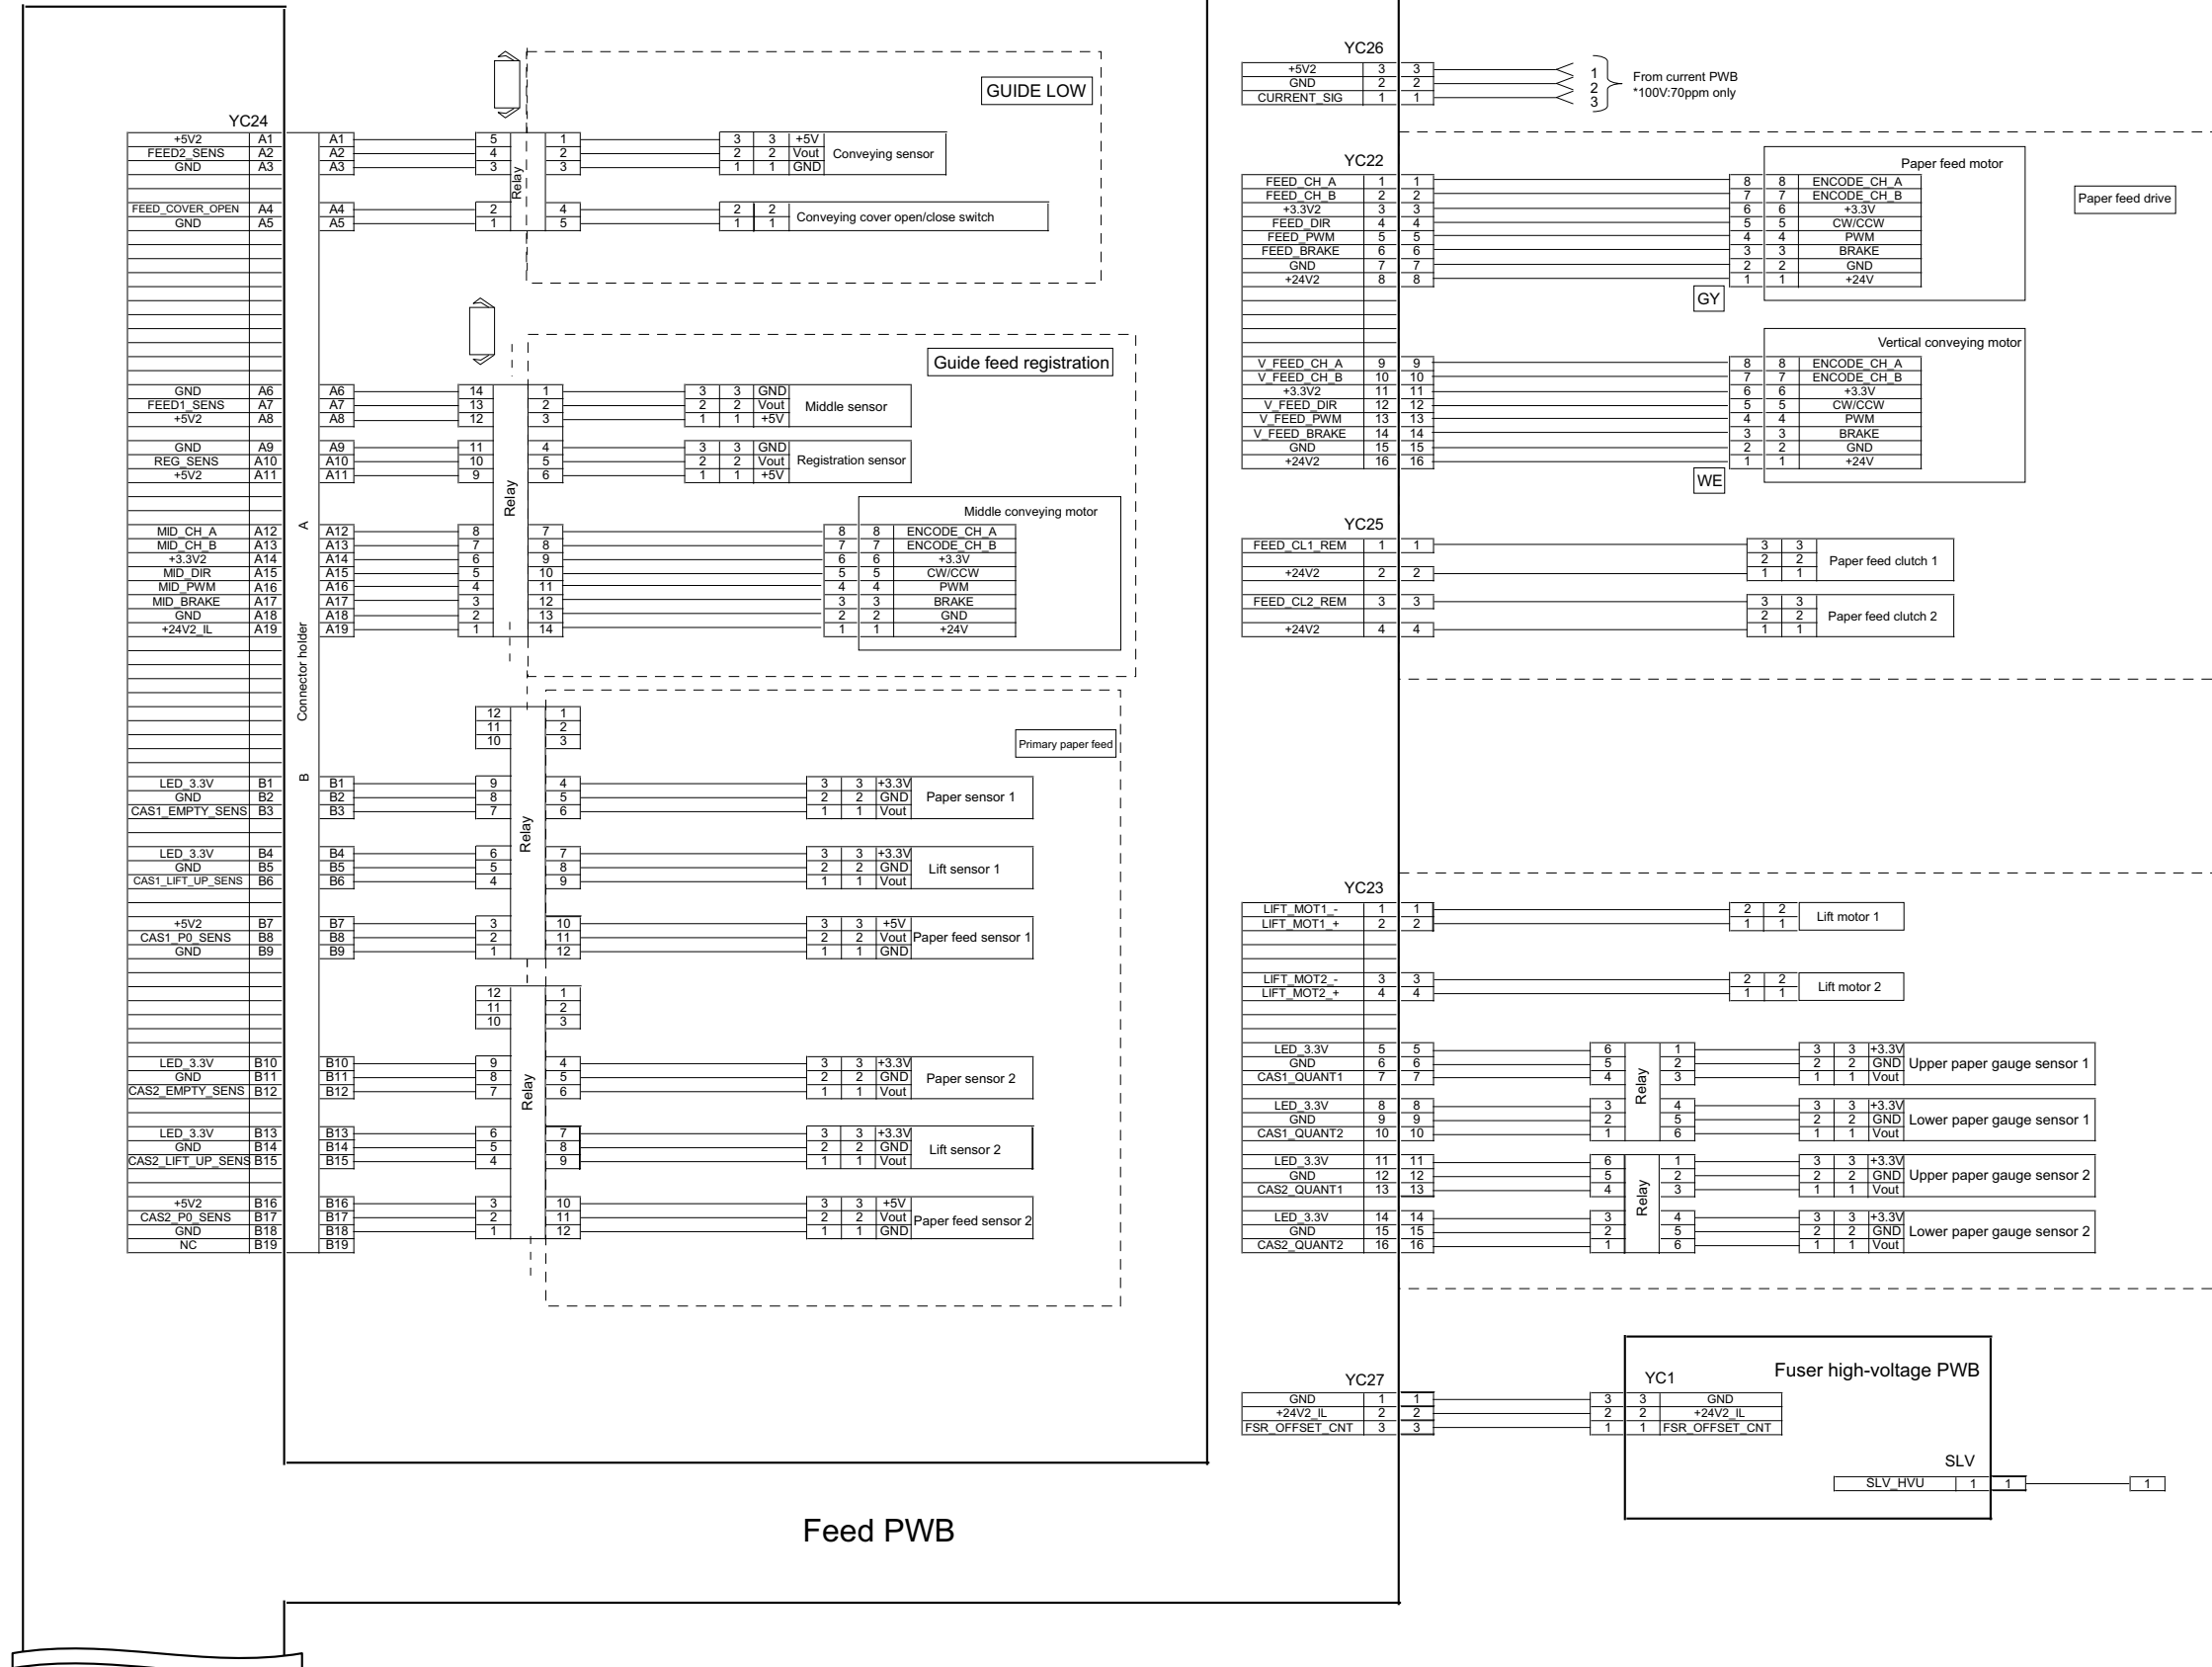 GUIDE LOW
YC24
+5V2 A1 A1 5 1 3 3 +5V
FEED2_SENS A2 A2 4 2 2 2 Vout Conveying sensor
GND A3 A3 3 3 1 1 GND
Relay
FEED_COVER_OPEN A4 A4 2 4 2 2 Conveying cover open/close switch
GND A5 A5 1 5 1 1
Guide feed registration
GND A6 A6 14 1 3 3 GND
FEED1_SENS A7 A7 13 2 2 2 Vout Middle sensor
+5V2 A8 A8 12 3 1 1 +5V
GND A9 A9 11 4 3 3 GND
REG_SENS A10 A10 10 5 2 2 Vout Registration sensor
+5V2 A11 A11 9 6 1 1 +5V
Relay
Middle conveying motor
A
MID_CH_A A12 A12 8 7 8 8 ENCODE_CH_A
MID_CH_B A13 A13 7 8 7 7 ENCODE_CH_B
+3.3V2 A14 A14 6 9 6 6 +3.3V
MID_DIR A15 A15 5 10 5 5 CW/CCW
MID_PWM A16 A16 4 11 4 4 PWM
MID_BRAKE A17 A17 3 12 3 3 BRAKE
GND A18 A18 2 13 2 2 GND
+24V2_IL A19 A19 1 14 1 1 +24V
Connector holder
B
12 1
11 2
10 3
Primary paper feed
LED_3.3V B1 B1 9 4 3 3 +3.3V
GND B2 B2 8 5 2 2 GND Paper sensor 1
CAS1_EMPTY_SENS B3 B3 7 6 1 1 Vout
Relay
LED_3.3V B4 B4 6 7 3 3 +3.3V
GND B5 B5 5 8 2 2 GND Lift sensor 1
CAS1_LIFT_UP_SENS B6 B6 4 9 1 1 Vout
+5V2 B7 B7 3 10 3 3 +5V
CAS1_P0_SENS B8 B8 2 11 2 2 Vout Paper feed sensor 1
GND B9 B9 1 12 1 1 GND
12 1
11 2
10 3
LED_3.3V B10 B10 9 4 3 3 +3.3V
GND B11 B11 8 5 2 2 GND Paper sensor 2
CAS2_EMPTY_SENS B12 B12 7 6 1 1 Vout
Relay
LED_3.3V B13 B13 6 7 3 3 +3.3V
GND B14 B14 5 8 2 2 GND Lift sensor 2
CAS2_LIFT_UP_SENS B15 B15 4 9 1 1 Vout
+5V2 B16 B16 3 10 3 3 +5V
CAS2_P0_SENS B17 B17 2 11 2 2 Vout Paper feed sensor 2
GND B18 B18 1 12 1 1 GND
NC B19 B19
Feed PWB
YC26
+5V2 3 3 1
GND 2 2 2
CURRENT_SIG 1 1 3
From current PWB
*100V:70ppm only
YC22
Paper feed motor
Paper feed drive
FEED_CH_A 1 1 8 8 ENCODE_CH_A
FEED_CH_B 2 2 7 7 ENCODE_CH_B
+3.3V2 3 3 6 6 +3.3V
FEED_DIR 4 4 5 5 CW/CCW
FEED_PWM 5 5 4 4 PWM
FEED_BRAKE 6 6 3 3 BRAKE
GND 7 7 2 2 GND
+24V2 8 8 1 1 +24V
GY
Vertical conveying motor
V_FEED_CH_A 9 9 8 8 ENCODE_CH_A
V_FEED_CH_B 10 10 7 7 ENCODE_CH_B
+3.3V2 11 11 6 6 +3.3V
V_FEED_DIR 12 12 5 5 CW/CCW
V_FEED_PWM 13 13 4 4 PWM
V_FEED_BRAKE 14 14 3 3 BRAKE
GND 15 15 2 2 GND
+24V2 16 16 1 1 +24V
WE
YC25
FEED_CL1_REM 1 1 3 3
2 2 Paper feed clutch 1
+24V2 2 2 1 1
FEED_CL2_REM 3 3 3 3
2 2 Paper feed clutch 2
+24V2 4 4 1 1
YC23
LIFT_MOT1_- 1 1 2 2 Lift motor 1
LIFT_MOT1_+ 2 2 1 1
LIFT_MOT2_- 3 3 2 2 Lift motor 2
LIFT_MOT2_+ 4 4 1 1
LED_3.3V 5 5 6 1 3 3 +3.3V
GND 6 6 5 2 2 2 GND Upper paper gauge sensor 1
CAS1_QUANT1 7 7 4 3 1 1 Vout
Relay
LED_3.3V 8 8 3 4 3 3 +3.3V
GND 9 9 2 5 2 2 GND Lower paper gauge sensor 1
CAS1_QUANT2 10 10 1 6 1 1 Vout
LED_3.3V 11 11 6 1 3 3 +3.3V
GND 12 12 5 2 2 2 GND Upper paper gauge sensor 2
CAS2_QUANT1 13 13 4 3 1 1 Vout
Relay
LED_3.3V 14 14 3 4 3 3 +3.3V
GND 15 15 2 5 2 2 GND Lower paper gauge sensor 2
CAS2_QUANT2 16 16 1 6 1 1 Vout
Fuser high-voltage PWB
YC27 YC1
GND 1 1 3 3 GND
+24V2_IL 2 2 2 2 +24V2_IL
FSR_OFFSET_CNT 3 3 1 1 FSR_OFFSET_CNT
SLV
SLV_HVU 1 1 1